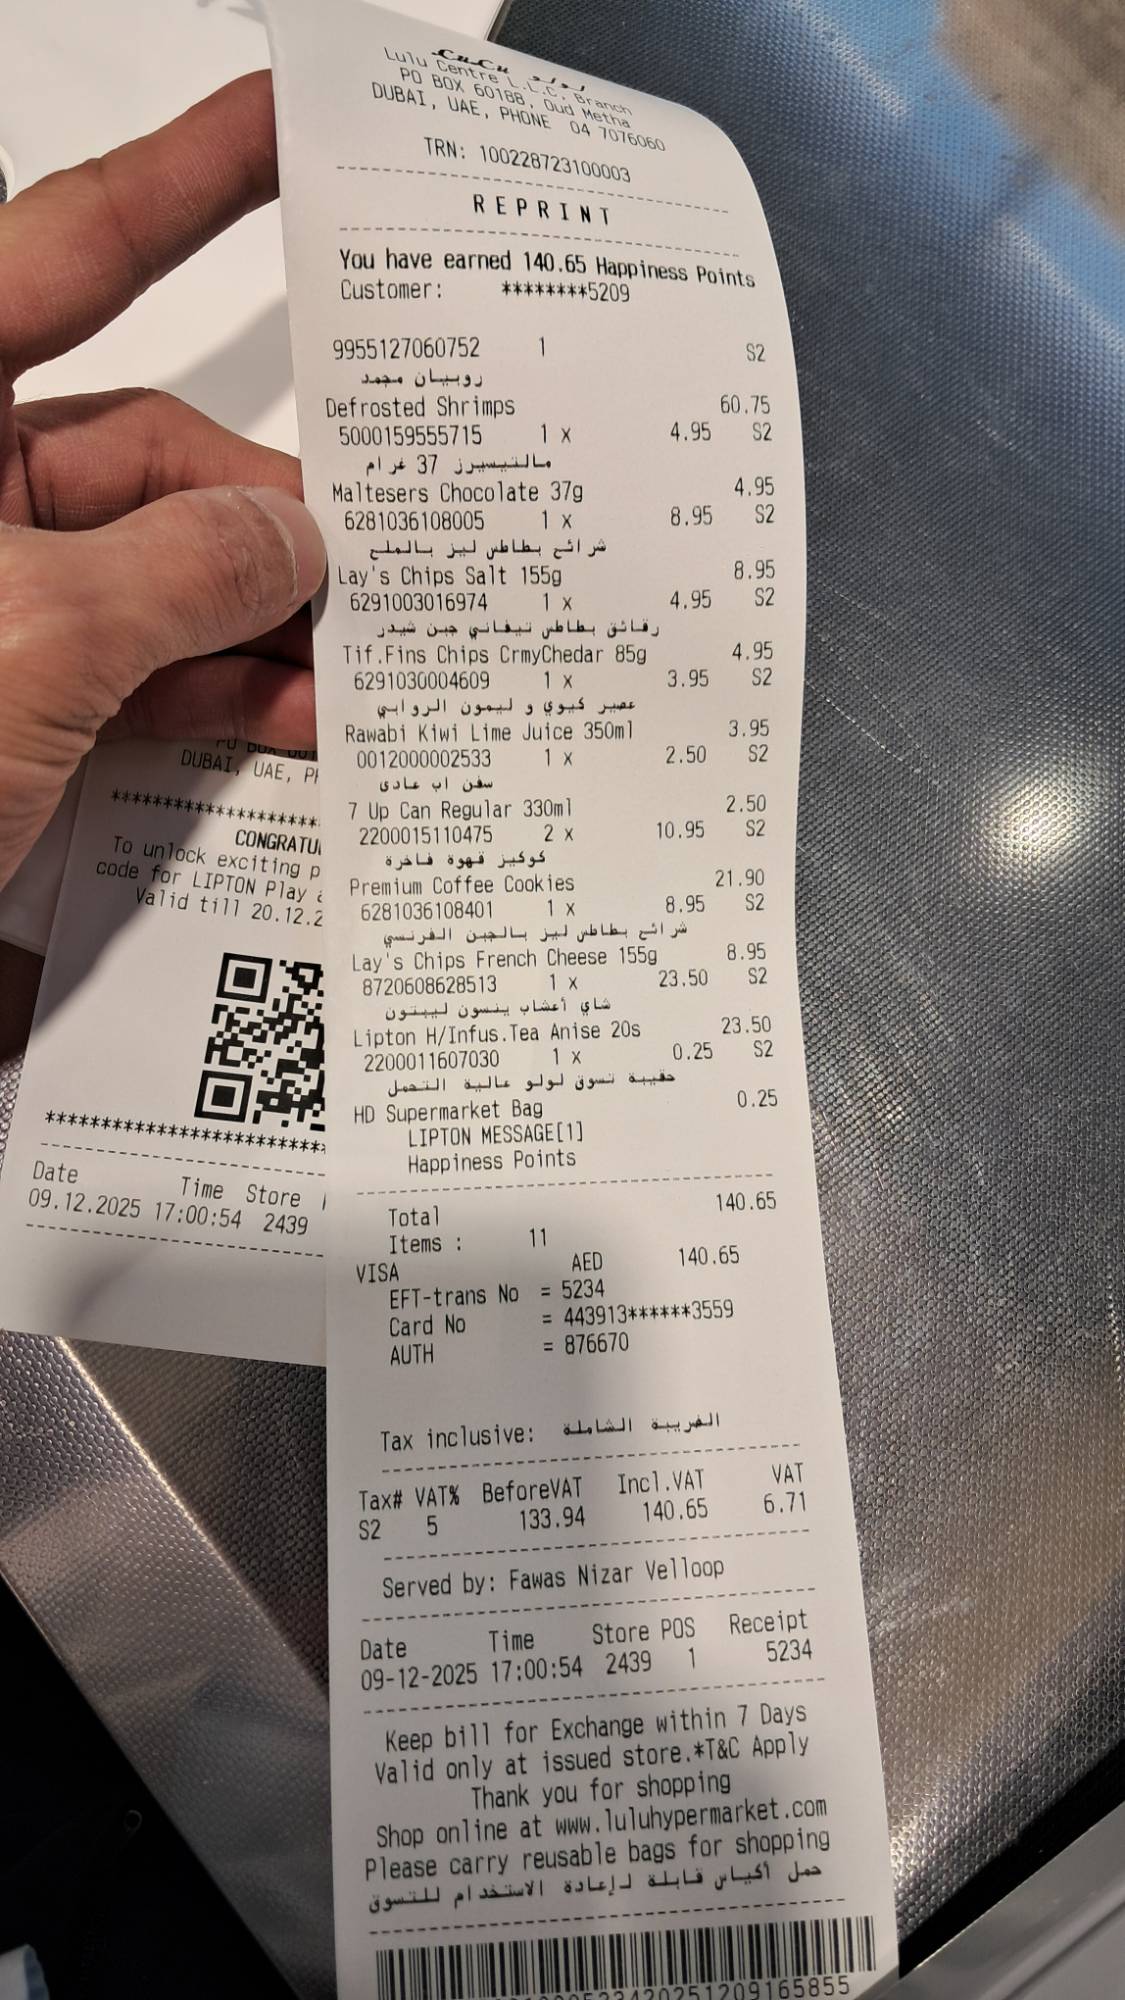 LuLu لولو
Lulu Centre L.L.C. Branch
PO BOX 60188, Oud Metha
DUBAI, UAE, PHONE 04 7076060
TRN: 100228723100003
REPRINT
You have earned 140.65 Happiness Points
Customer: ********5209
9955127060752 1 S2
روبيان مجمد
Defrosted Shrimps 60.75
5000159555715 1 x 4.95 S2
مالتيسيرز 37 غرام
Maltesers Chocolate 37g 4.95
6281036108005 1 x 8.95 S2
شرائح بطاطس ليز بالملح
Lay's Chips Salt 155g 8.95
6291003016974 1 x 4.95 S2
رقائق بطاطس تيفاني جبن شيدر
Tif.Fins Chips CrmyChedar 85g 4.95
6291030004609 1 x 3.95 S2
عصير كيوي و ليمون الروابي
Rawabi Kiwi Lime Juice 350ml 3.95
0012000002533 1 x 2.50 S2
سفن اب عادى
7 Up Can Regular 330ml 2.50
2200015110475 2 x 10.95 S2
كوكيز قهوة فاخرة
Premium Coffee Cookies 21.90
6281036108401 1 x 8.95 S2
شرائح بطاطس ليز بالجبن الفرنسي
Lay's Chips French Cheese 155g 8.95
8720608628513 1 x 23.50 S2
شاي أعشاب ينسون ليبتون
Lipton H/Infus.Tea Anise 20s 23.50
2200011607030 1 x 0.25 S2
حقيبة تسوق لولو عالية التحمل
HD Supermarket Bag 0.25
LIPTON MESSAGE[1]
Happiness Points
Total 140.65
Items : 11
VISA AED 140.65
EFT-trans No = 5234
Card No = 443913******3559
AUTH = 876670
Tax inclusive: الضريبة الشاملة
Tax# VAT% BeforeVAT Incl.VAT VAT
S2 5 133.94 140.65 6.71
Served by: Fawas Nizar Velloop
Date Time Store POS Receipt
09-12-2025 17:00:54 2439 1 5234
Keep bill for Exchange within 7 Days
Valid only at issued store.*T&C Apply
Thank you for shopping
Shop online at www.luluhypermarket.com
Please carry reusable bags for shopping
حمل أكياس قابلة لإعادة الاستخدام للتسوق
DUBAI, UAE,
***********************
To unlock exciting
code for LIPTON Play
Valid till 20.12.2
*****************************
Date Time Store
09.12.2025 17:00:54 2439